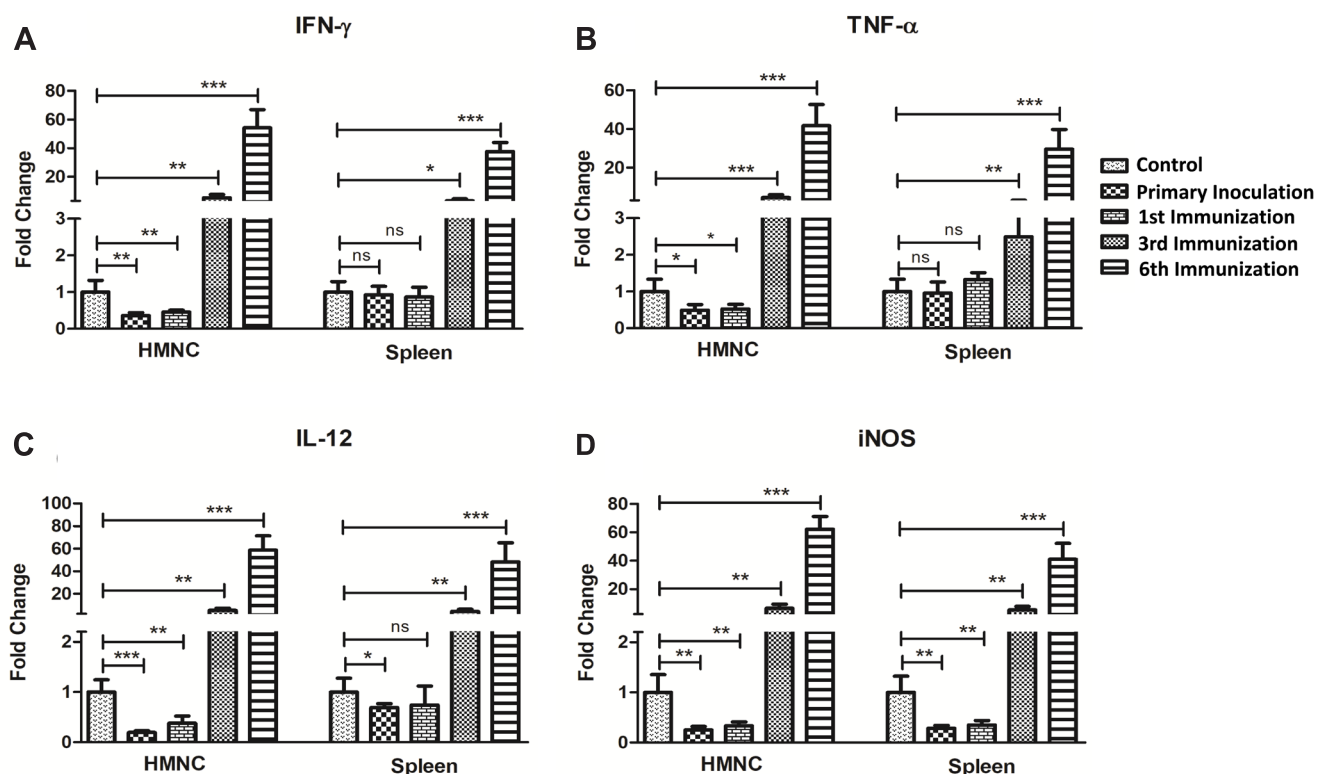 A
IFN-γ
Fold Change
80
60
40
20
3
2
1
0
***
**
**
**
***
*
ns
ns
HMNC
Spleen
B
TNF-α
Fold Change
60
40
20
3
2
1
0
***
***
*
*
***
**
ns
ns
HMNC
Spleen
Control
Primary Inoculation
1st Immunization
3rd Immunization
6th Immunization
C
IL-12
Fold Change
100
80
60
40
20
2
1
0
***
**
**
***
***
**
ns
*
HMNC
Spleen
D
iNOS
Fold Change
80
60
40
20
2
1
0
***
**
**
**
***
**
**
**
HMNC
Spleen